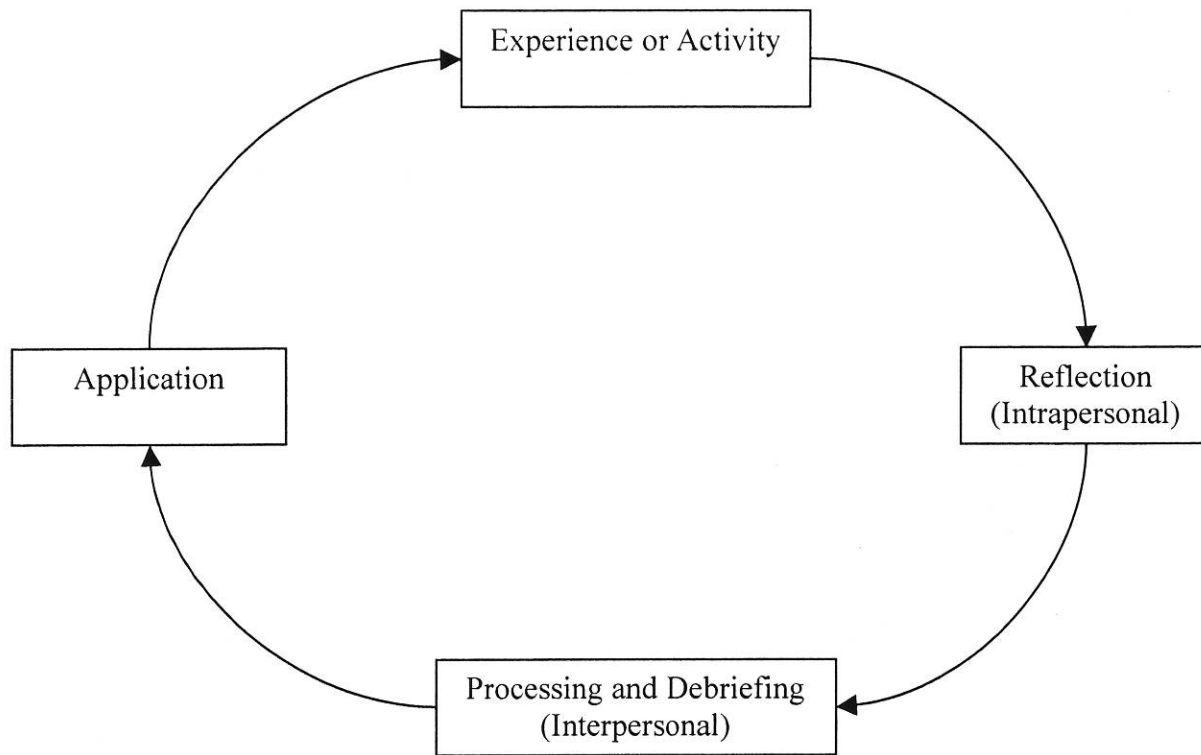 Experience or Activity
Application
Reflection
(Intrapersonal)
Processing and Debriefing
(Interpersonal)